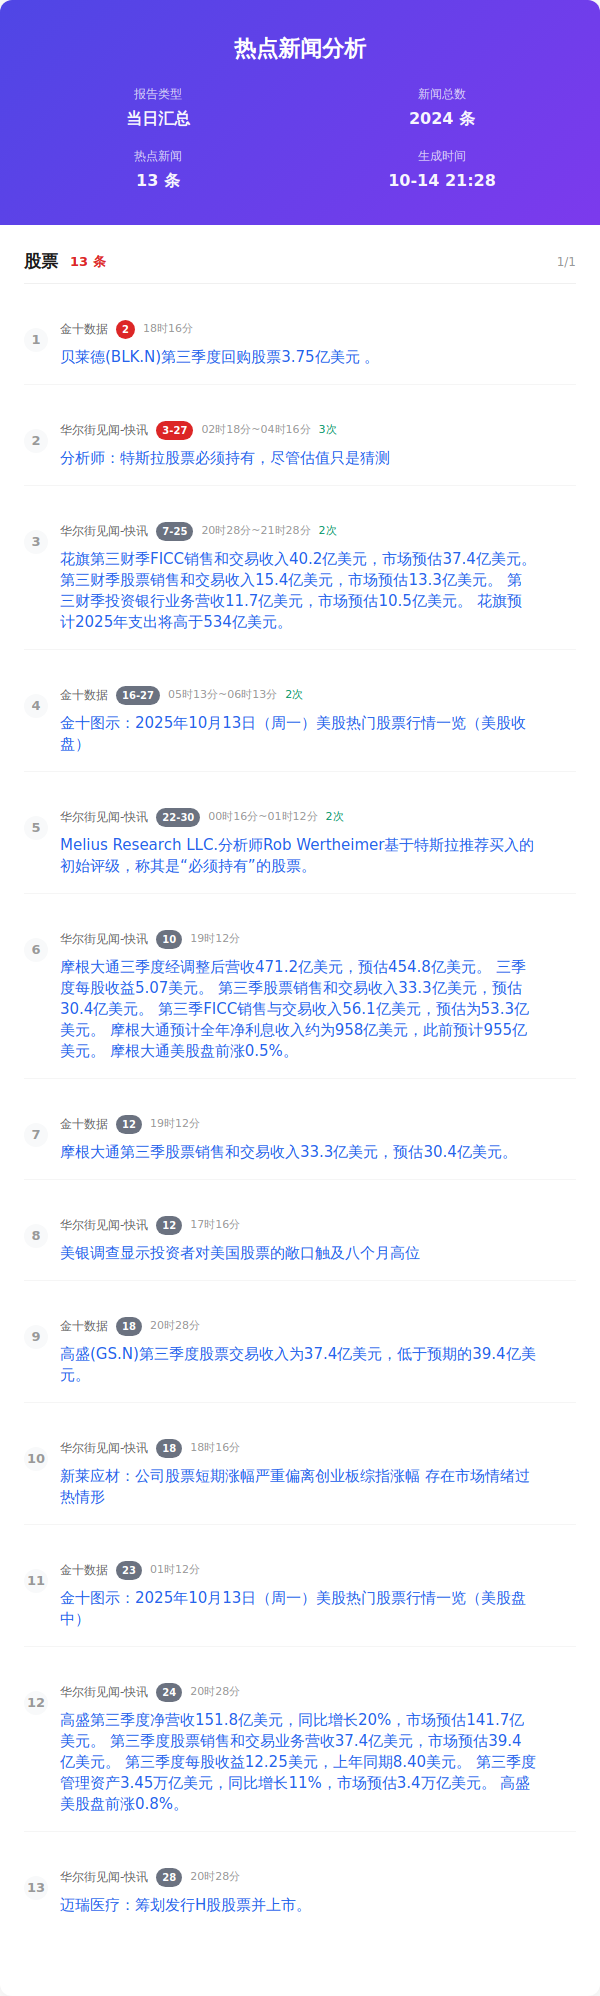 热点新闻分析
报告类型
新闻总数
当日汇总
2024 条
热点新闻
生成时间
13 条
10-14 21:28
股票 13 条 1/1
1
金十数据 2 18时16分
贝莱德(BLK.N)第三季度回购股票3.75亿美元 。
2
华尔街见闻-快讯 3-27 02时18分~04时16分 3次
分析师：特斯拉股票必须持有，尽管估值只是猜测
3
华尔街见闻-快讯 7-25 20时28分~21时28分 2次
花旗第三财季FICC销售和交易收入40.2亿美元，市场预估37.4亿美元。
第三财季股票销售和交易收入15.4亿美元，市场预估13.3亿美元。 第
三财季投资银行业务营收11.7亿美元，市场预估10.5亿美元。 花旗预
计2025年支出将高于534亿美元。
4
金十数据 16-27 05时13分~06时13分 2次
金十图示：2025年10月13日（周一）美股热门股票行情一览（美股收
盘）
5
华尔街见闻-快讯 22-30 00时16分~01时12分 2次
Melius Research LLC.分析师Rob Wertheimer基于特斯拉推荐买入的
初始评级，称其是“必须持有”的股票。
6
华尔街见闻-快讯 10 19时12分
摩根大通三季度经调整后营收471.2亿美元，预估454.8亿美元。 三季
度每股收益5.07美元。 第三季股票销售和交易收入33.3亿美元，预估
30.4亿美元。 第三季FICC销售与交易收入56.1亿美元，预估为53.3亿
美元。 摩根大通预计全年净利息收入约为958亿美元，此前预计955亿
美元。 摩根大通美股盘前涨0.5%。
7
金十数据 12 19时12分
摩根大通第三季股票销售和交易收入33.3亿美元，预估30.4亿美元。
8
华尔街见闻-快讯 12 17时16分
美银调查显示投资者对美国股票的敞口触及八个月高位
9
金十数据 18 20时28分
高盛(GS.N)第三季度股票交易收入为37.4亿美元，低于预期的39.4亿美
元。
10
华尔街见闻-快讯 18 18时16分
新莱应材：公司股票短期涨幅严重偏离创业板综指涨幅 存在市场情绪过
热情形
11
金十数据 23 01时12分
金十图示：2025年10月13日（周一）美股热门股票行情一览（美股盘
中）
12
华尔街见闻-快讯 24 20时28分
高盛第三季度净营收151.8亿美元，同比增长20%，市场预估141.7亿
美元。 第三季度股票销售和交易业务营收37.4亿美元，市场预估39.4
亿美元。 第三季度每股收益12.25美元，上年同期8.40美元。 第三季度
管理资产3.45万亿美元，同比增长11%，市场预估3.4万亿美元。 高盛
美股盘前涨0.8%。
13
华尔街见闻-快讯 28 20时28分
迈瑞医疗：筹划发行H股股票并上市。